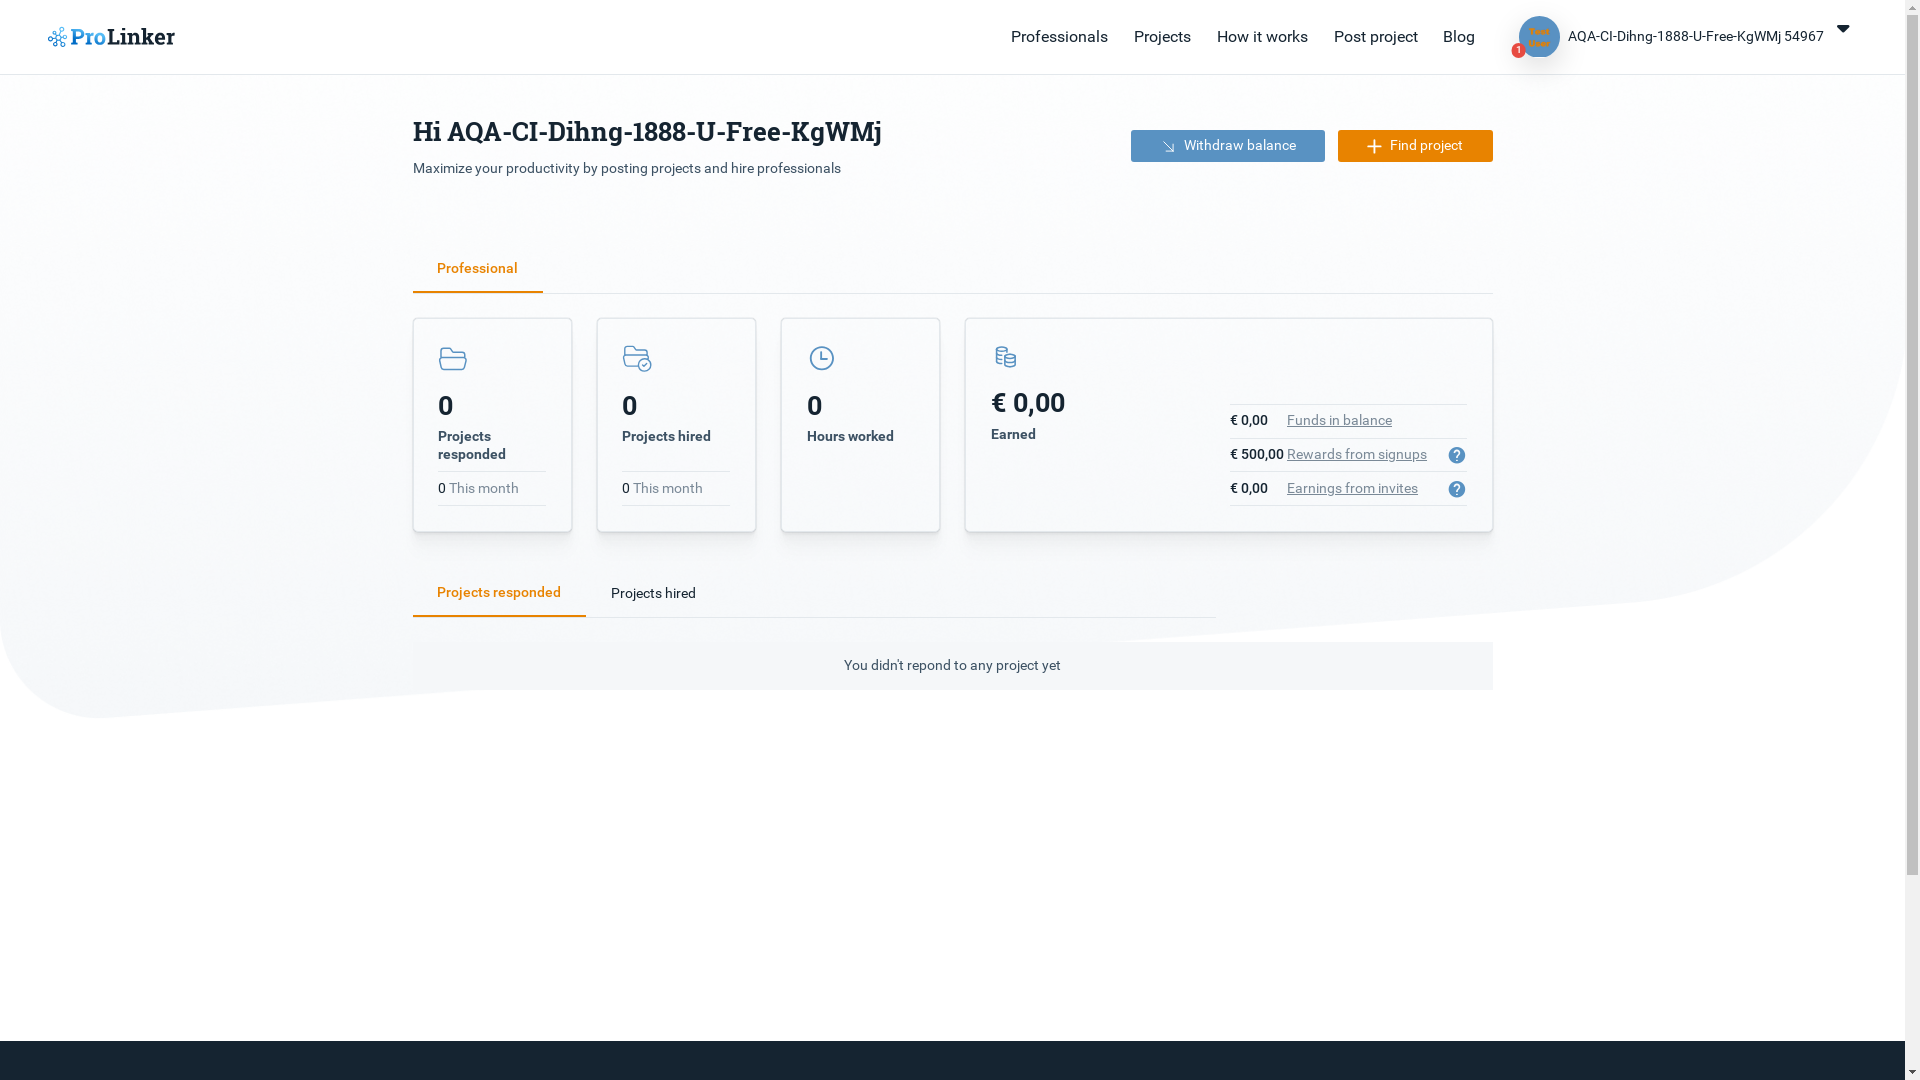 ProLinker
Professionals
Projects
How it works
Post project
Blog
Test
User
1
AQA-CI-Dihng-1888-U-Free-KgWMj 54967
Hi AQA-CI-Dihng-1888-U-Free-KgWMj
Maximize your productivity by posting projects and hire professionals
Withdraw balance
Find project
Professional
0
Projects
responded
0 This month
0
Projects hired
0 This month
0
Hours worked
€ 0,00
Earned
€ 0,00 Funds in balance
€ 500,00 Rewards from signups ?
€ 0,00 Earnings from invites ?
Projects responded
Projects hired
You didn't repond to any project yet